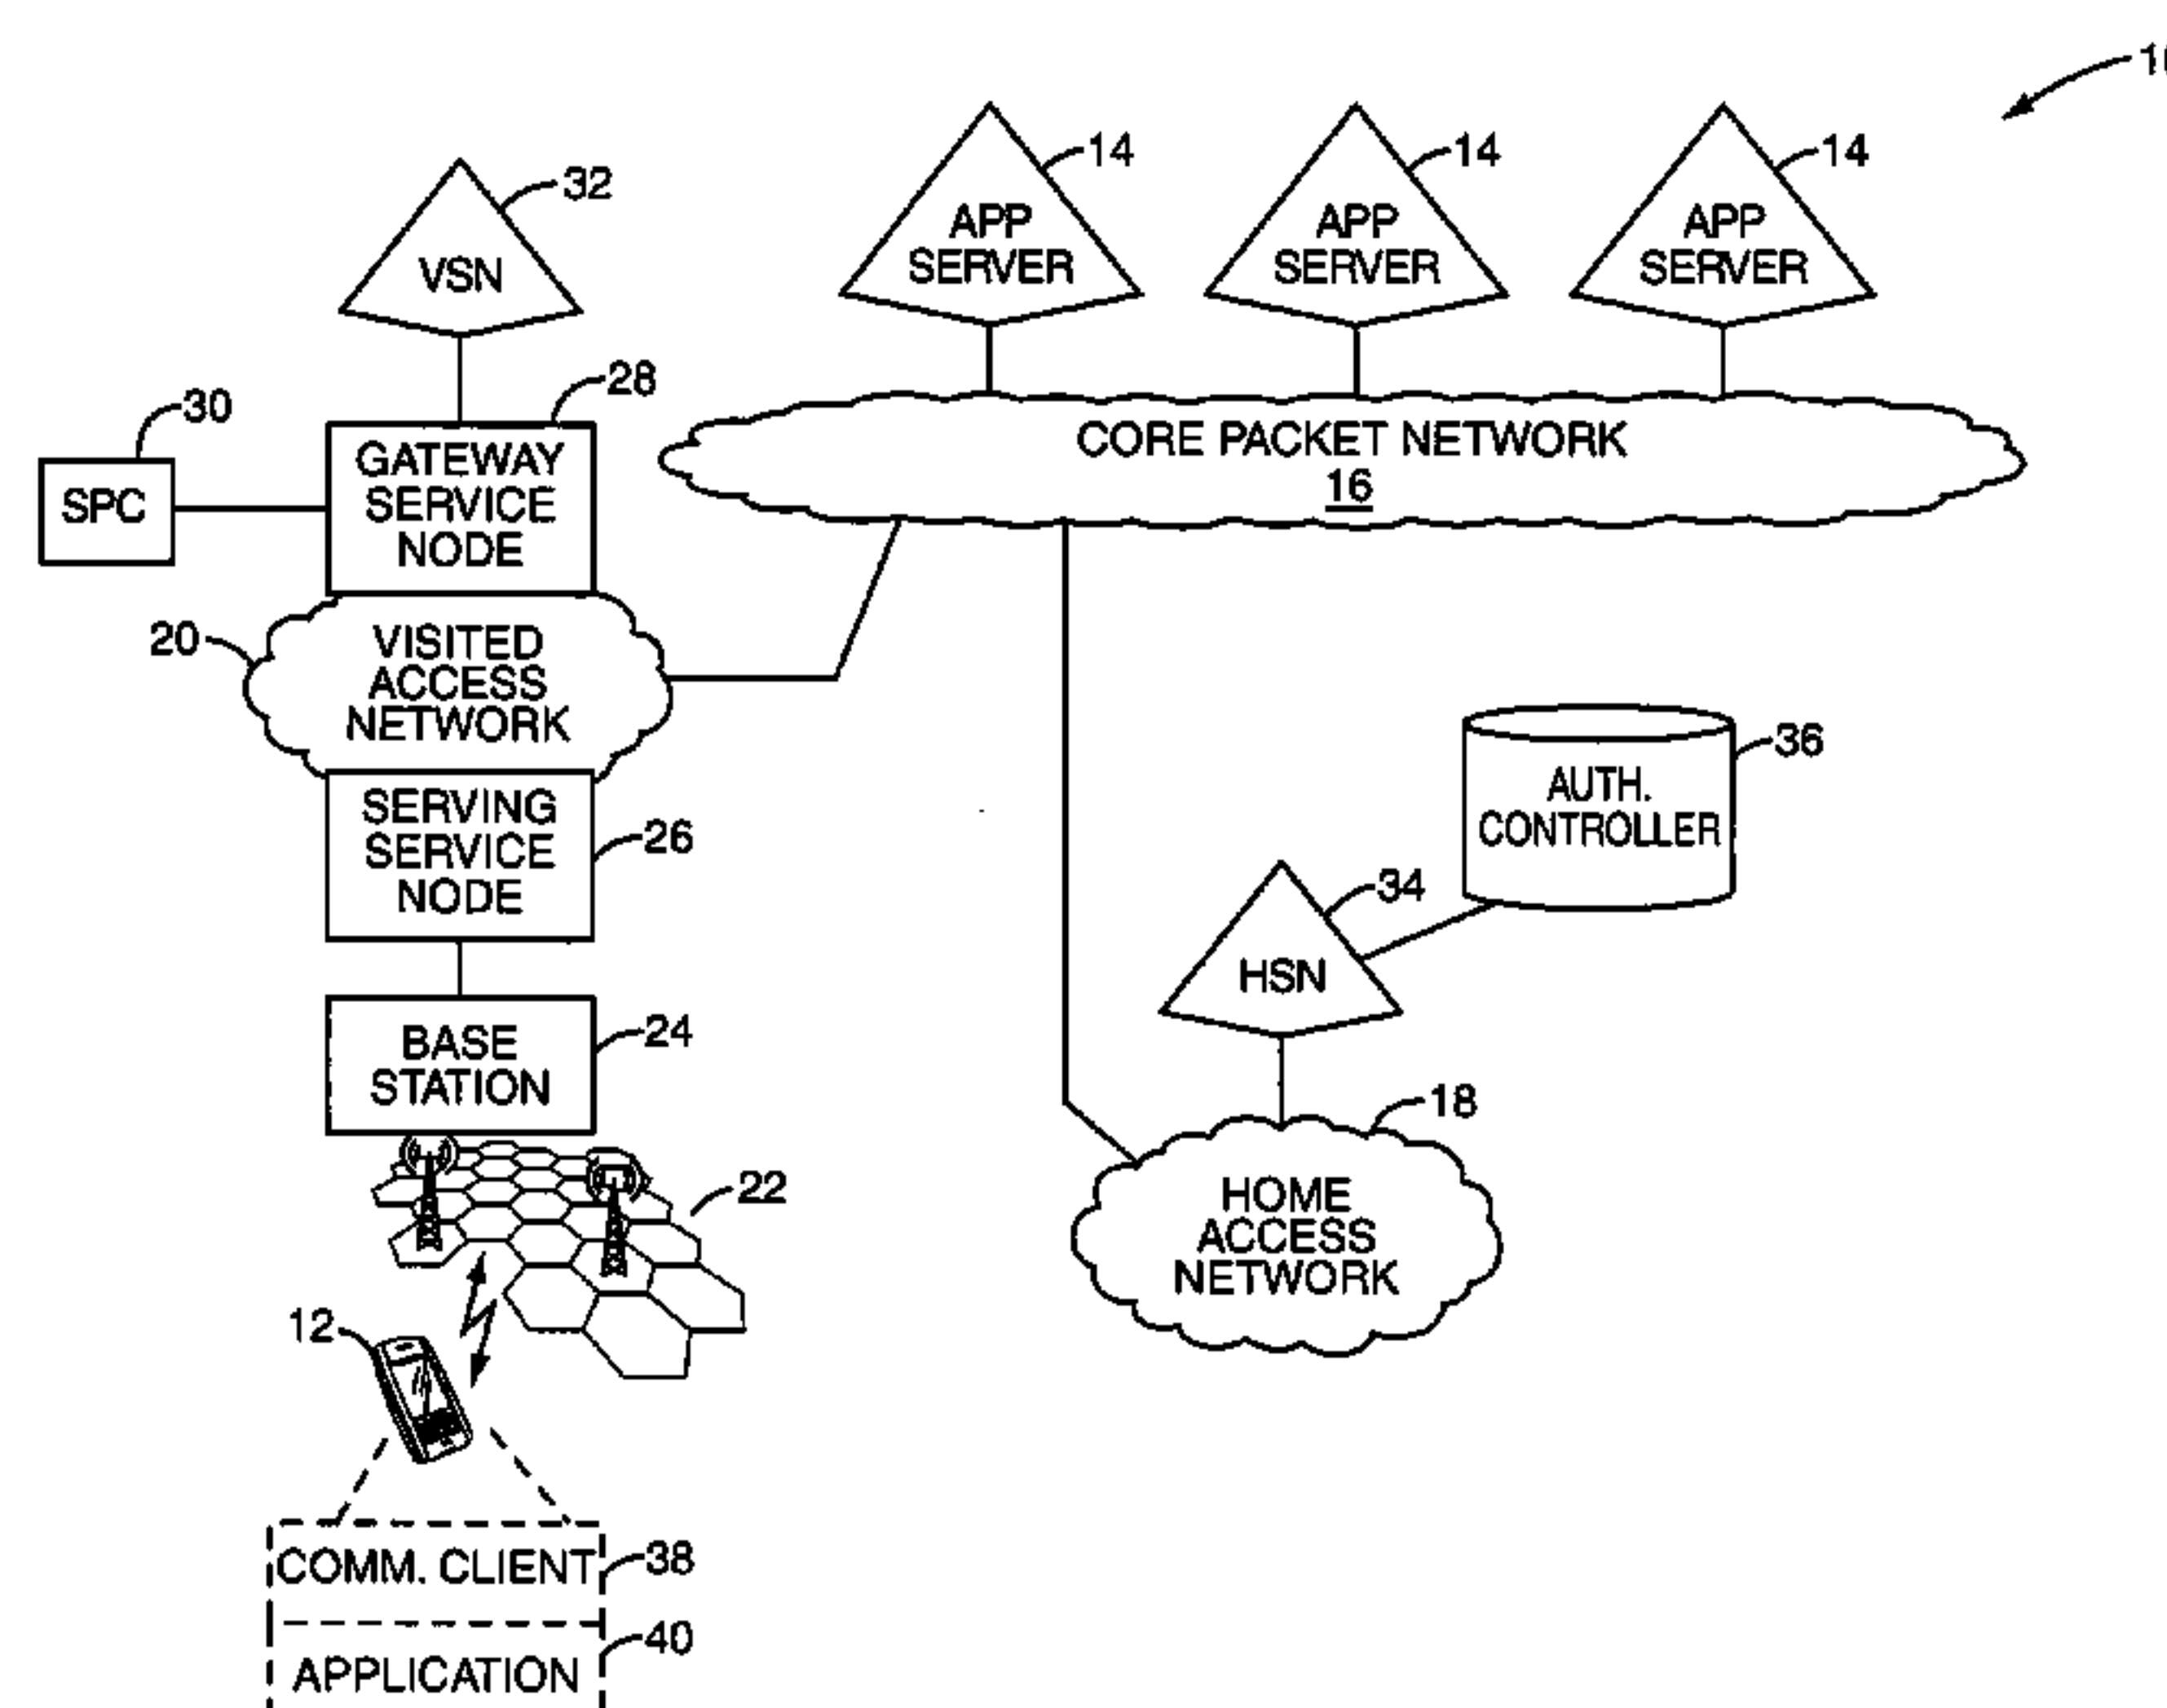 14
14
14
32
APP
SERVER
APP
SERVER
APP
SERVER
VSN
28
30
GATEWAY
SERVICE
NODE
SPC
CORE PACKET NETWORK
16
20
VISITED
ACCESS
NETWORK
36
AUTH.
CONTROLLER
SERVING
SERVICE
NODE
26
34
HSN
BASE
STATION
24
18
22
HOME
ACCESS
NETWORK
12
COMM. CLIENT
38
40
APPLICATION